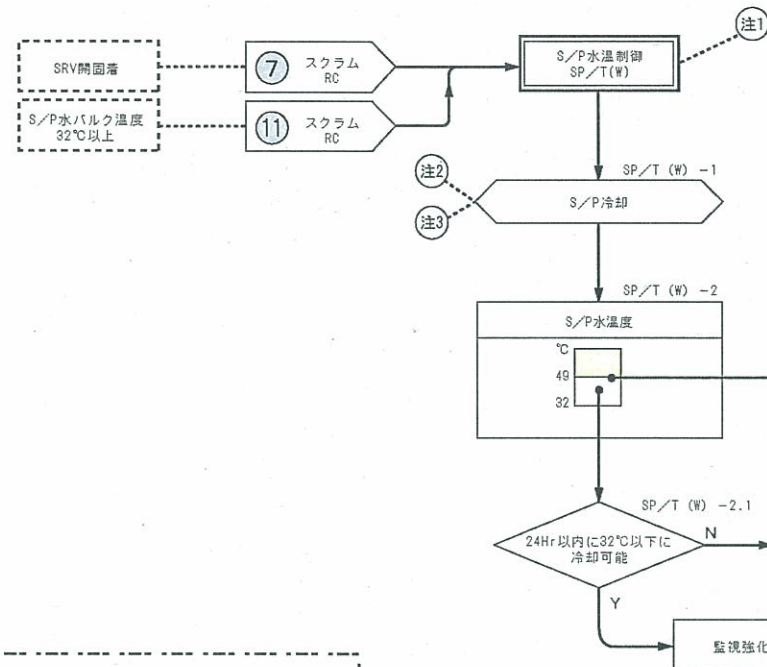 注1
SRV開固着
⑦ スクラム
RC
S/P水温制御
SP/T(W)
S/P水バルク温度
32℃以上
⑪ スクラム
RC
SP/T (W) -1
注2
注3
S/P冷却
SP/T (W) -2
S/P水温度
℃
49
32
SP/T (W) -2.1
24Hr以内に32℃以下に
冷却可能
N
Y
監視強化